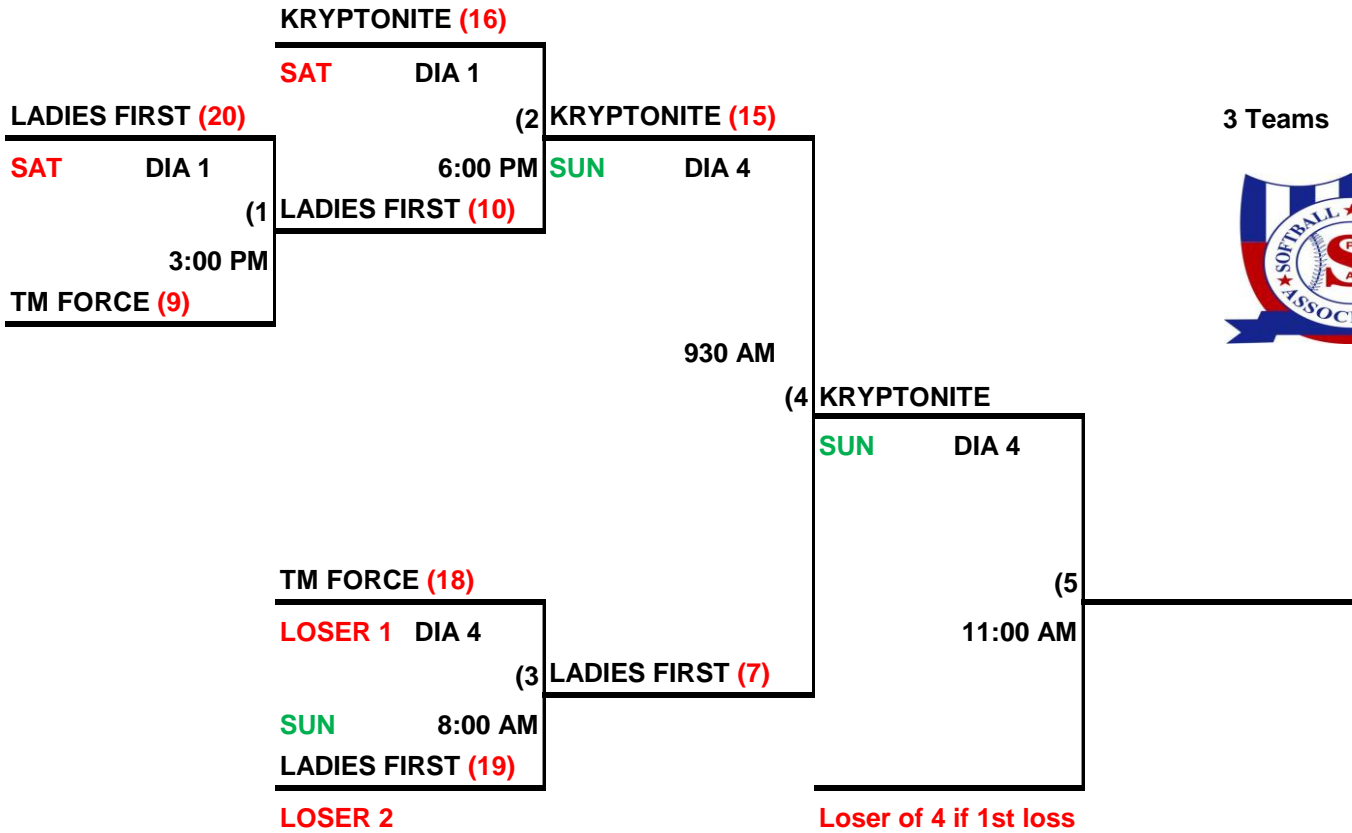 KRYPTONITE (16)
SAT DIA 1
LADIES FIRST (20)
(2 KRYPTONITE (15)
3 Teams
SAT DIA 1
6:00 PM SUN DIA 4
(1 LADIES FIRST (10)
3:00 PM
TM FORCE (9)
SOFTBALL
930 AM
(4 KRYPTONITE
SUN DIA 4
TM FORCE (18)
(5
LOSER 1 DIA 4
11:00 AM
(3 LADIES FIRST (7)
SUN 8:00 AM
LADIES FIRST (19)
LOSER 2
Loser of 4 if 1st loss